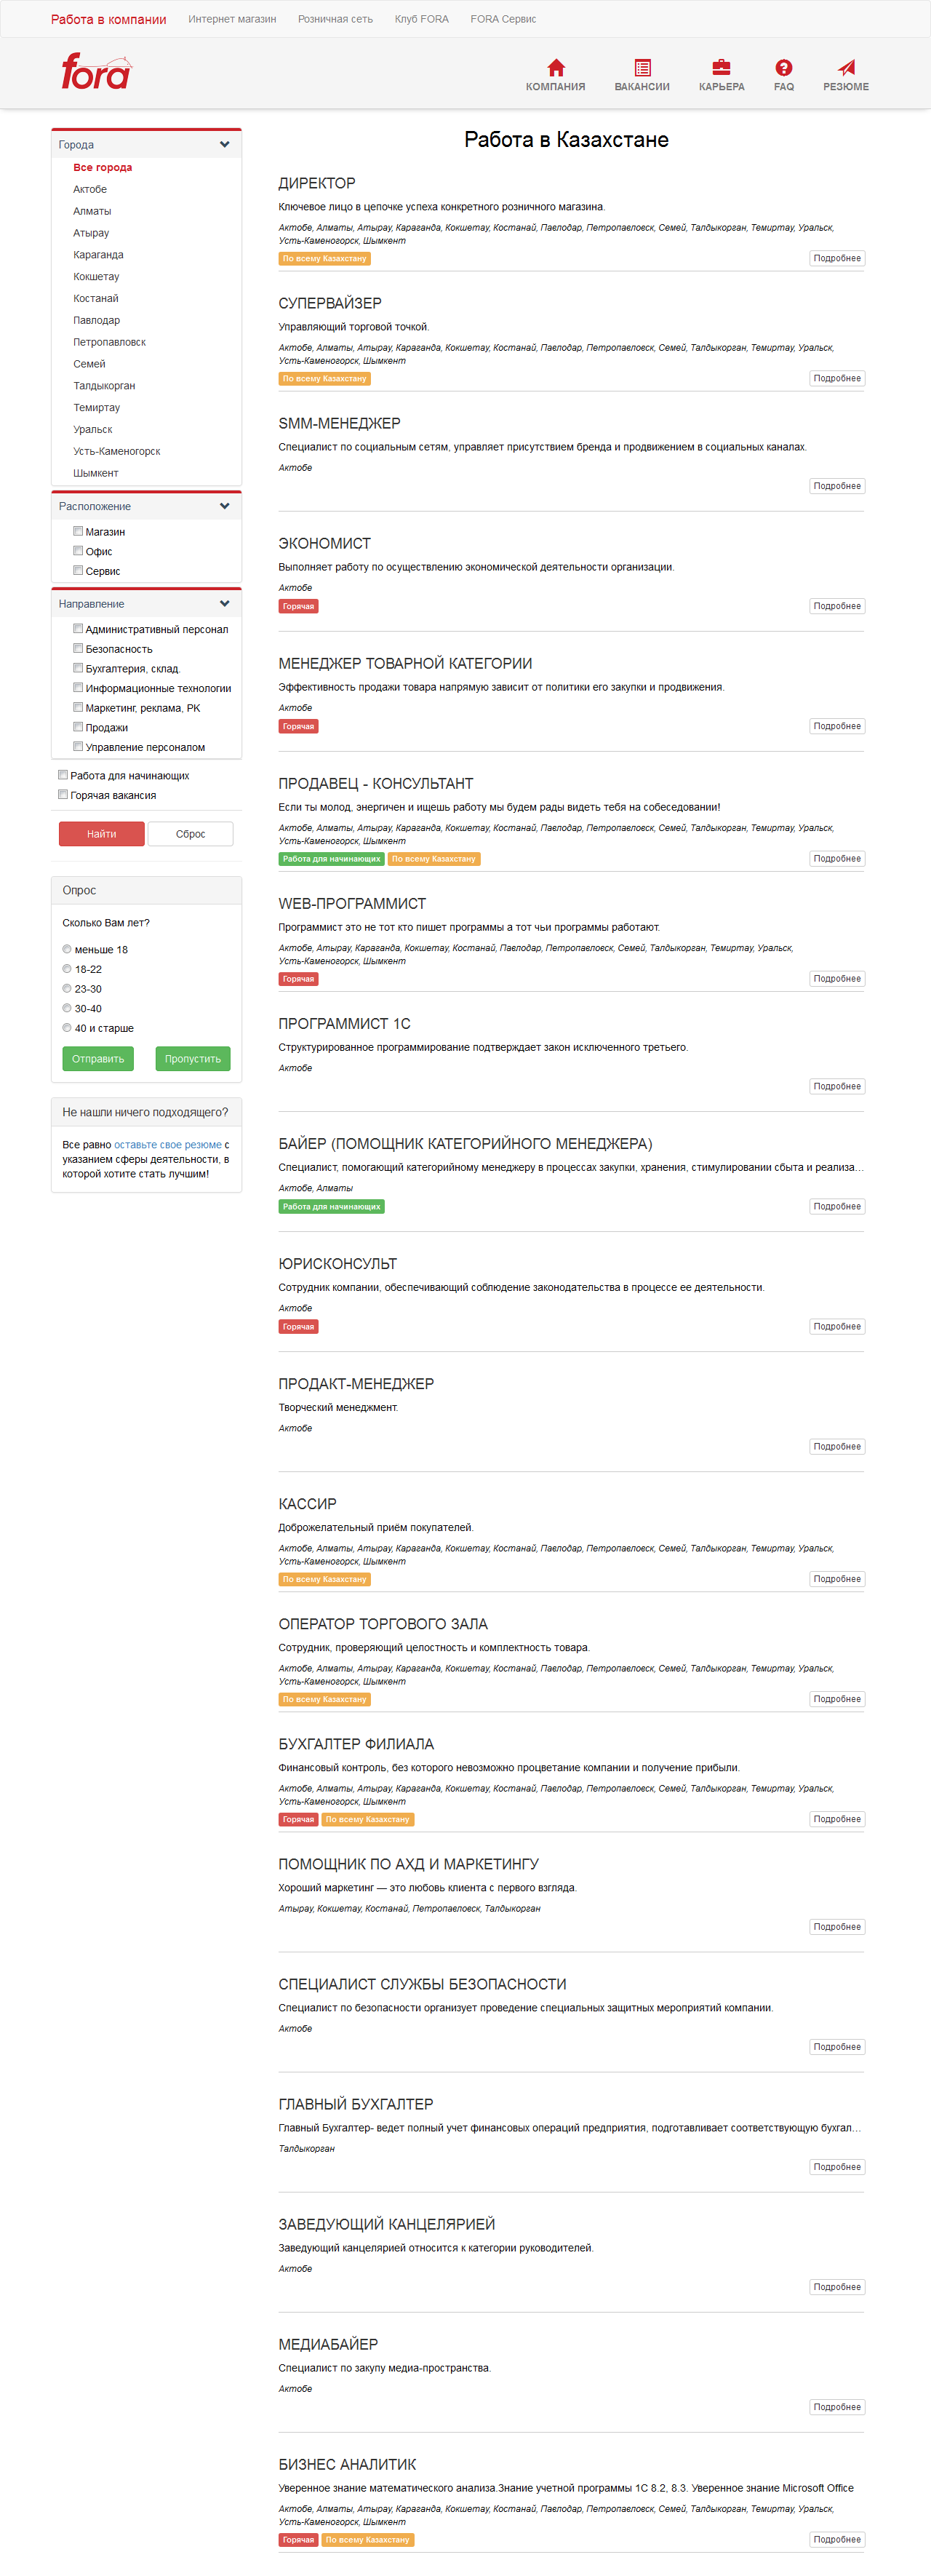 Работа в компании Интернет магазин Розничная сеть Клуб FORA FORA Сервис
fora
КОМПАНИЯ ВАКАНСИИ КАРЬЕРА FAQ РЕЗЮМЕ
Города
Все города
Актобе
Алматы
Атырау
Караганда
Кокшетау
Костанай
Павлодар
Петропавловск
Семей
Талдыкорган
Темиртау
Уральск
Усть-Каменогорск
Шымкент
Расположение
Магазин
Офис
Сервис
Направление
Административный персонал
Безопасность
Бухгалтерия, склад.
Информационные технологии
Маркетинг, реклама, РК
Продажи
Управление персоналом
Работа для начинающих
Горячая вакансия
Найти Сброс
Опрос
Сколько Вам лет?
меньше 18
18-22
23-30
30-40
40 и старше
Отправить Пропустить
Не нашли ничего подходящего?
Все равно оставьте свое резюме с
указанием сферы деятельности, в
которой хотите стать лучшим!
Работа в Казахстане
ДИРЕКТОР
Ключевое лицо в цепочке успеха конкретного розничного магазина.
Актобе, Алматы, Атырау, Караганда, Кокшетау, Костанай, Павлодар, Петропавловск, Семей, Талдыкорган, Темиртау, Уральск,
Усть-Каменогорск, Шымкент
По всему Казахстану Подробнее
СУПЕРВАЙЗЕР
Управляющий торговой точкой.
Актобе, Алматы, Атырау, Караганда, Кокшетау, Костанай, Павлодар, Петропавловск, Семей, Талдыкорган, Темиртау, Уральск,
Усть-Каменогорск, Шымкент
По всему Казахстану Подробнее
SMM-МЕНЕДЖЕР
Специалист по социальным сетям, управляет присутствием бренда и продвижением в социальных каналах.
Актобе
Подробнее
ЭКОНОМИСТ
Выполняет работу по осуществлению экономической деятельности организации.
Актобе
Горячая Подробнее
МЕНЕДЖЕР ТОВАРНОЙ КАТЕГОРИИ
Эффективность продажи товара напрямую зависит от политики его закупки и продвижения.
Актобе
Горячая Подробнее
ПРОДАВЕЦ - КОНСУЛЬТАНТ
Если ты молод, энергичен и ищешь работу мы будем рады видеть тебя на собеседовании!
Актобе, Алматы, Атырау, Караганда, Кокшетау, Костанай, Павлодар, Петропавловск, Семей, Талдыкорган, Темиртау, Уральск,
Усть-Каменогорск, Шымкент
Работа для начинающих По всему Казахстану Подробнее
WEB-ПРОГРАММИСТ
Программист это не тот кто пишет программы а тот чьи программы работают.
Актобе, Атырау, Караганда, Кокшетау, Костанай, Павлодар, Петропавловск, Семей, Талдыкорган, Темиртау, Уральск,
Усть-Каменогорск, Шымкент
Горячая Подробнее
ПРОГРАММИСТ 1С
Структурированное программирование подтверждает закон исключенного третьего.
Актобе
Подробнее
БАЙЕР (ПОМОЩНИК КАТЕГОРИЙНОГО МЕНЕДЖЕРА)
Специалист, помогающий категорийному менеджеру в процессах закупки, хранения, стимулировании сбыта и реализа...
Актобе, Алматы
Работа для начинающих Подробнее
ЮРИСКОНСУЛЬТ
Сотрудник компании, обеспечивающий соблюдение законодательства в процессе ее деятельности.
Актобе
Горячая Подробнее
ПРОДАКТ-МЕНЕДЖЕР
Творческий менеджмент.
Актобе
Подробнее
КАССИР
Доброжелательный приём покупателей.
Актобе, Алматы, Атырау, Караганда, Кокшетау, Костанай, Павлодар, Петропавловск, Семей, Талдыкорган, Темиртау, Уральск,
Усть-Каменогорск, Шымкент
По всему Казахстану Подробнее
ОПЕРАТОР ТОРГОВОГО ЗАЛА
Сотрудник, проверяющий целостность и комплектность товара.
Актобе, Алматы, Атырау, Караганда, Кокшетау, Костанай, Павлодар, Петропавловск, Семей, Талдыкорган, Темиртау, Уральск,
Усть-Каменогорск, Шымкент
По всему Казахстану Подробнее
БУХГАЛТЕР ФИЛИАЛА
Финансовый контроль, без которого невозможно процветание компании и получение прибыли.
Актобе, Алматы, Атырау, Караганда, Кокшетау, Костанай, Павлодар, Петропавловск, Семей, Талдыкорган, Темиртау, Уральск,
Усть-Каменогорск, Шымкент
Горячая По всему Казахстану Подробнее
ПОМОЩНИК ПО АХД И МАРКЕТИНГУ
Хороший маркетинг — это любовь клиента с первого взгляда.
Атырау, Кокшетау, Костанай, Петропавловск, Талдыкорган
Подробнее
СПЕЦИАЛИСТ СЛУЖБЫ БЕЗОПАСНОСТИ
Специалист по безопасности организует проведение специальных защитных мероприятий компании.
Актобе
Подробнее
ГЛАВНЫЙ БУХГАЛТЕР
Главный Бухгалтер- ведет полный учет финансовых операций предприятия, подготавливает соответствующую бухгал...
Талдыкорган
Подробнее
ЗАВЕДУЮЩИЙ КАНЦЕЛЯРИЕЙ
Заведующий канцелярией относится к категории руководителей.
Актобе
Подробнее
МЕДИАБАЙЕР
Специалист по закупу медиа-пространства.
Актобе
Подробнее
БИЗНЕС АНАЛИТИК
Уверенное знание математического анализа.Знание учетной программы 1С 8.2, 8.3. Уверенное знание Microsoft Office
Актобе, Алматы, Атырау, Караганда, Кокшетау, Костанай, Павлодар, Петропавловск, Семей, Талдыкорган, Темиртау, Уральск,
Усть-Каменогорск, Шымкент
Горячая По всему Казахстану Подробнее